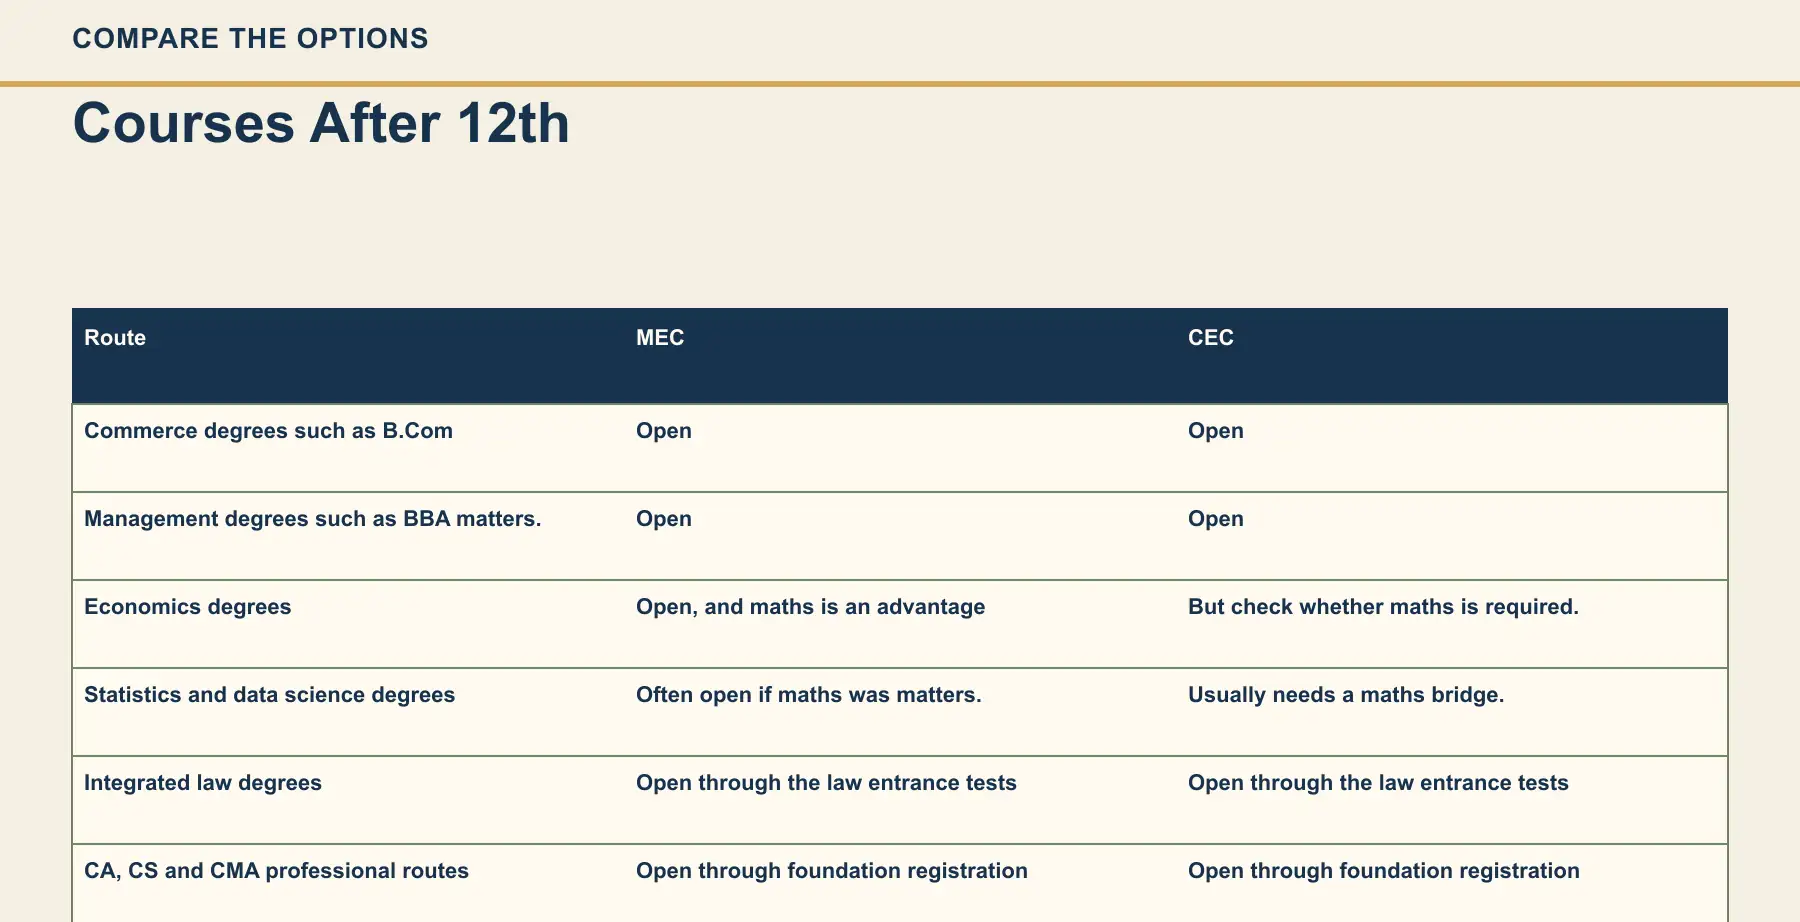 COMPARE THE OPTIONS
Courses After 12th
Route MEC CEC
Commerce degrees such as B.Com Open Open
Management degrees such as BBA matters. Open Open
Economics degrees Open, and maths is an advantage But check whether maths is required.
Statistics and data science degrees Often open if maths was matters. Usually needs a maths bridge.
Integrated law degrees Open through the law entrance tests Open through the law entrance tests
CA, CS and CMA professional routes Open through foundation registration Open through foundation registration